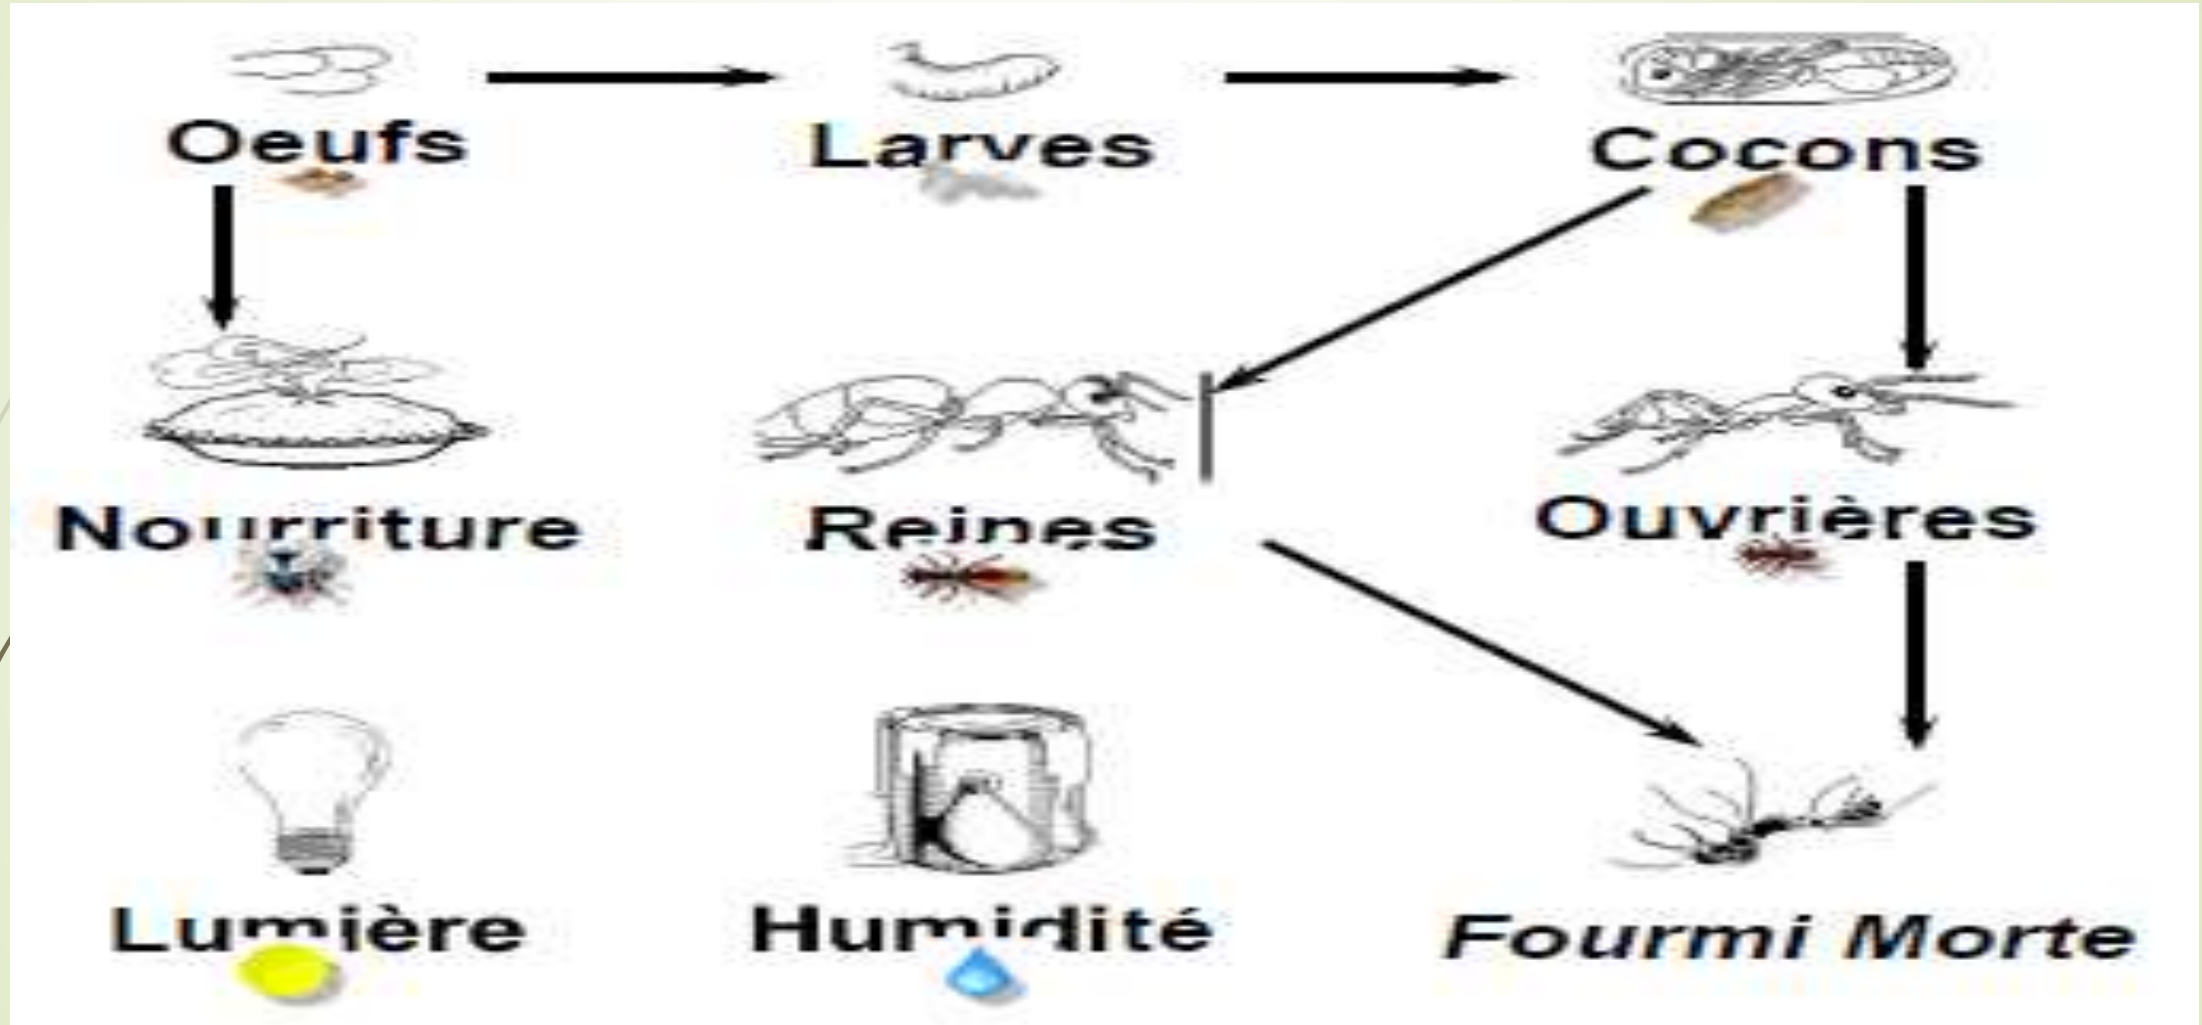 Oeufs
Larves
Cocons
Nourriture
Reines
Ouvrières
Lumière
Humidité
Fourmi Morte